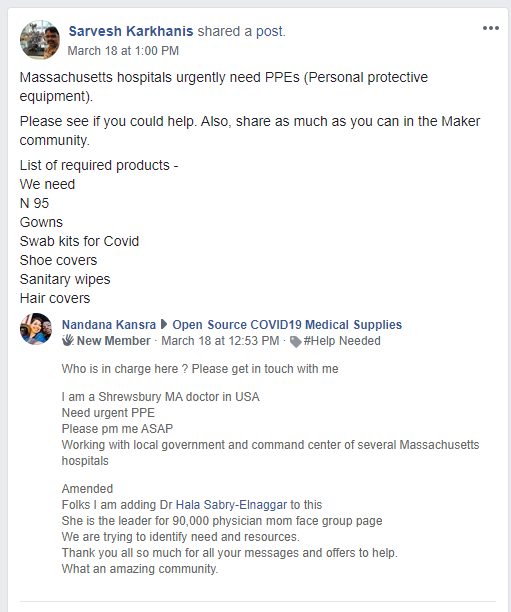 Sarvesh Karkhanis shared a post.
March 18 at 1:00 PM
Massachusetts hospitals urgently need PPEs (Personal protective
equipment).
Please see if you could help. Also, share as much as you can in the Maker
community.
List of required products -
We need
N 95
Gowns
Swab kits for Covid
Shoe covers
Sanitary wipes
Hair covers
Nandana Kansra Open Source COVID19 Medical Supplies
New Member · March 18 at 12:53 PM · #Help Needed
Who is in charge here ? Please get in touch with me
I am a Shrewsbury MA doctor in USA
Need urgent PPE
Please pm me ASAP
Working with local government and command center of several Massachusetts
hospitals
Amended
Folks I am adding Dr Hala Sabry-Elnaggar to this
She is the leader for 90,000 physician mom face group page
We are trying to identify need and resources.
Thank you all so much for all your messages and offers to help.
What an amazing community.